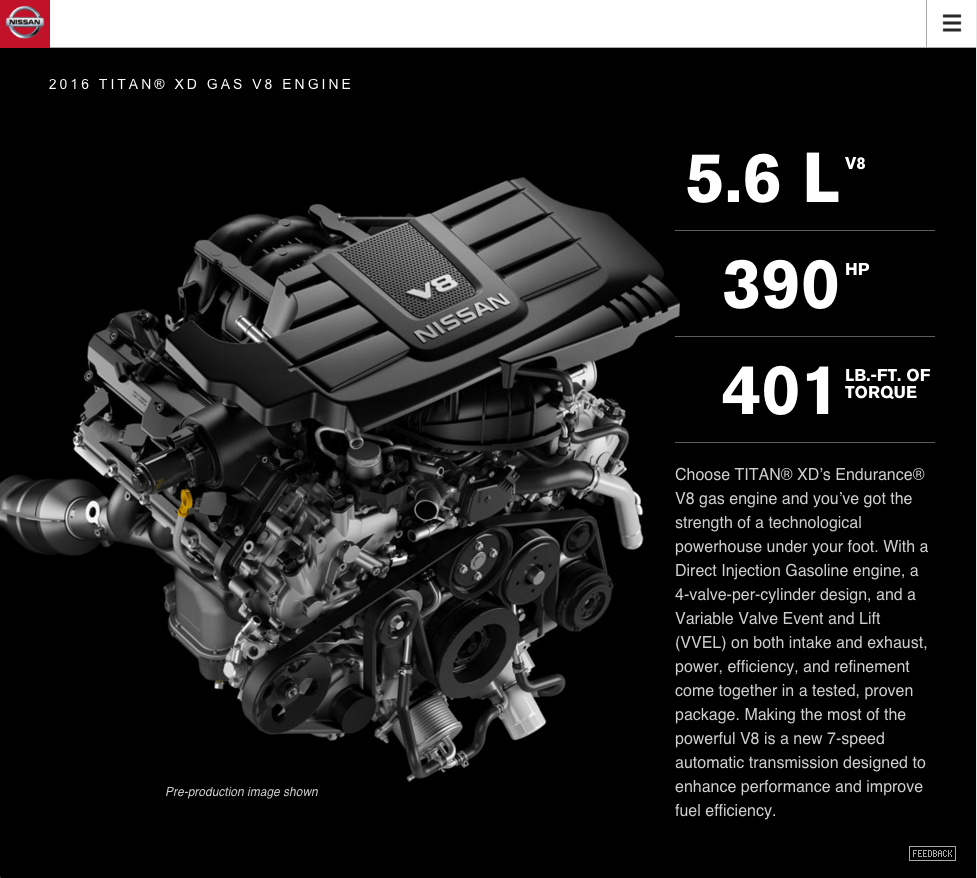 NISSAN
2016 TITAN® XD GAS V8 ENGINE
V8
NISSAN
5.6 L V8
390 HP
401 LB.-FT. OF
TORQUE
Choose TITAN® XD’s Endurance®
V8 gas engine and you’ve got the
strength of a technological
powerhouse under your foot. With a
Direct Injection Gasoline engine, a
4-valve-per-cylinder design, and a
Variable Valve Event and Lift
(VVEL) on both intake and exhaust,
power, efficiency, and refinement
come together in a tested, proven
package. Making the most of the
powerful V8 is a new 7-speed
automatic transmission designed to
enhance performance and improve
fuel efficiency.
Pre-production image shown
FEEDBACK